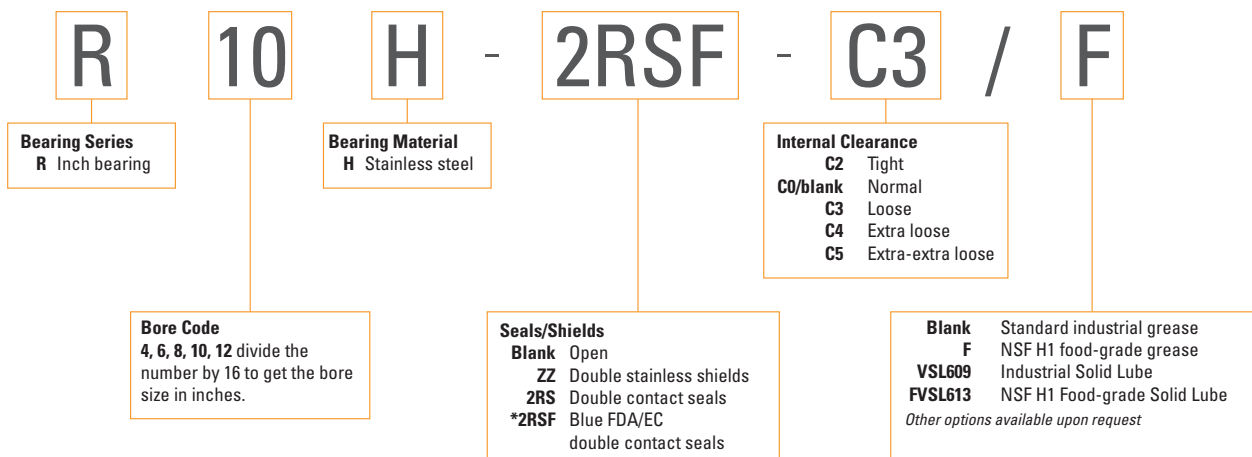 R 10 H - 2RSF - C3 / F
Bearing Series
R Inch bearing
Bearing Material
H Stainless steel
Internal Clearance
C2 Tight
C0/blank Normal
C3 Loose
C4 Extra loose
C5 Extra-extra loose
Bore Code
4, 6, 8, 10, 12 divide the
number by 16 to get the bore
size in inches.
Seals/Shields
Blank Open
ZZ Double stainless shields
2RS Double contact seals
*2RSF Blue FDA/EC
double contact seals
Blank Standard industrial grease
F NSF H1 food-grade grease
VSL609 Industrial Solid Lube
FVSL613 NSF H1 Food-grade Solid Lube
Other options available upon request